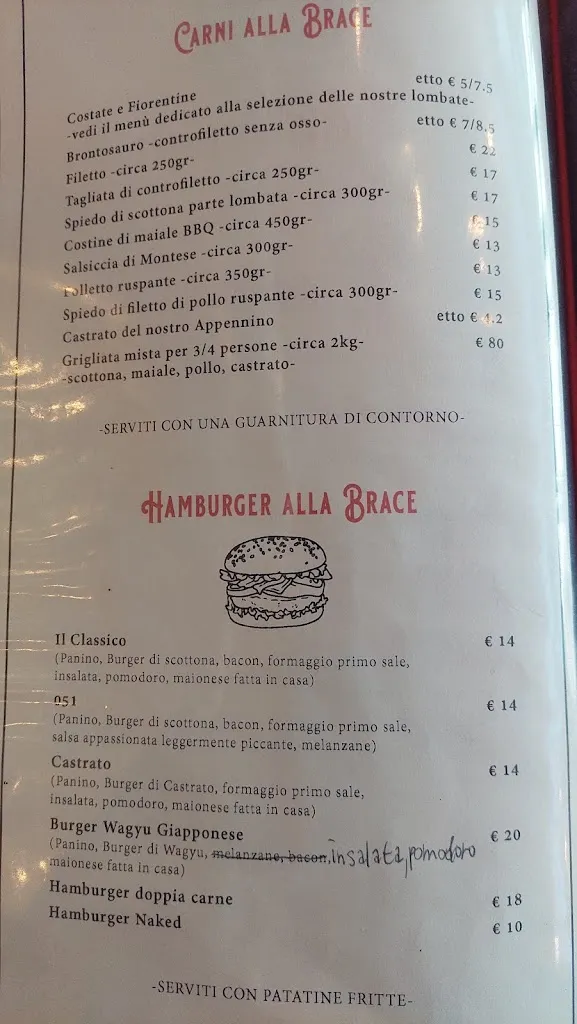 CARNI ALLA BRACE
Costate e Fiorentine etto € 5/7.5
-vedi il menù dedicato alla selezione delle nostre lombate-
Brontosauro -controfiletto senza osso- etto € 7/8,5
Filetto -circa 250gr- € 22
Tagliata di controfiletto -circa 250gr- € 17
Spiedo di scottona parte lombata -circa 300gr- € 17
Costine di maiale BBQ -circa 450gr- € 15
Salsiccia di Montese -circa 300gr- € 13
Polletto ruspante -circa 350gr- € 13
Spiedo di filetto di pollo ruspante -circa 300gr- € 15
Castrato del nostro Appennino etto € 4.2
Grigliata mista per 3/4 persone -circa 2kg- € 80
-scottona, maiale, pollo, castrato-
-SERVITI CON UNA GUARNITURA DI CONTORNO-
HAMBURGER ALLA BRACE
Il Classico € 14
(Panino, Burger di scottona, bacon, formaggio primo sale,
insalata, pomodoro, maionese fatta in casa)
051 € 14
(Panino, Burger di scottona, bacon, formaggio primo sale,
salsa appassionata leggermente piccante, melanzane)
Castrato € 14
(Panino, Burger di Castrato, formaggio primo sale,
insalata, pomodoro, maionese fatta in casa)
Burger Wagyu Giapponese € 20
(Panino, Burger di Wagyu, melanzane, bacon, insalata, pomodoro
maionese fatta in casa)
Hamburger doppia carne € 18
Hamburger Naked € 10
-SERVITI CON PATATINE FRITTE-